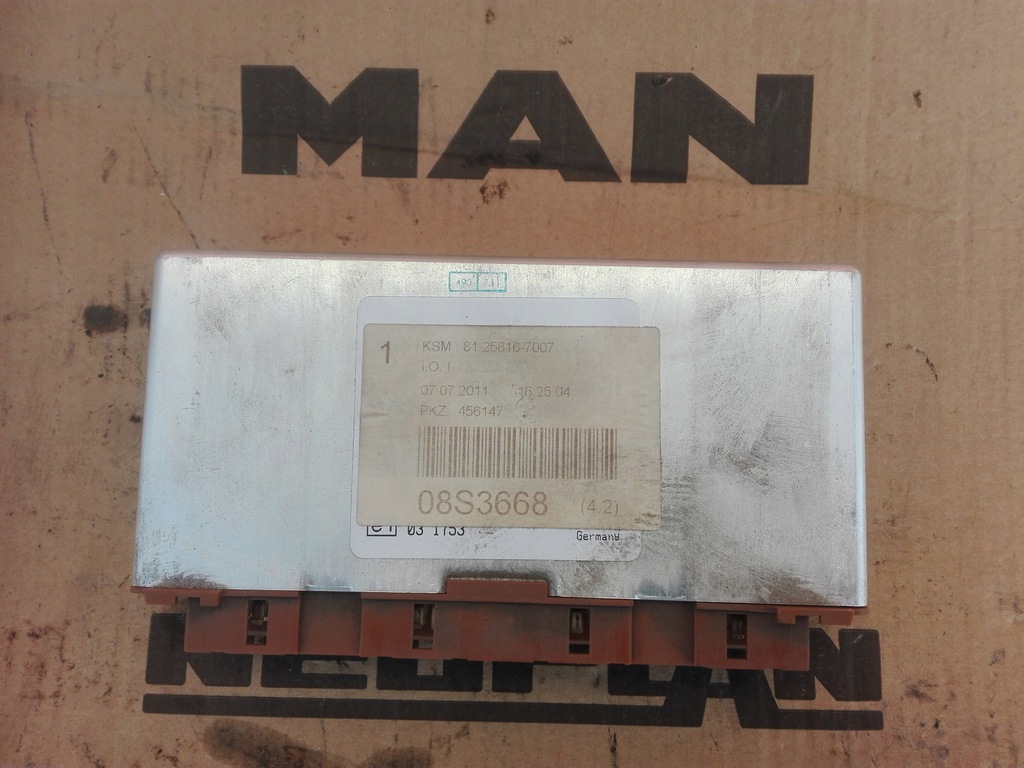 MAN
1 KSM 81.25816-7007
07.07.2011 16.25.04
PKZ. 456147
08S3668 (4.2)
e1 03 1753
Germany
NEOPLAN